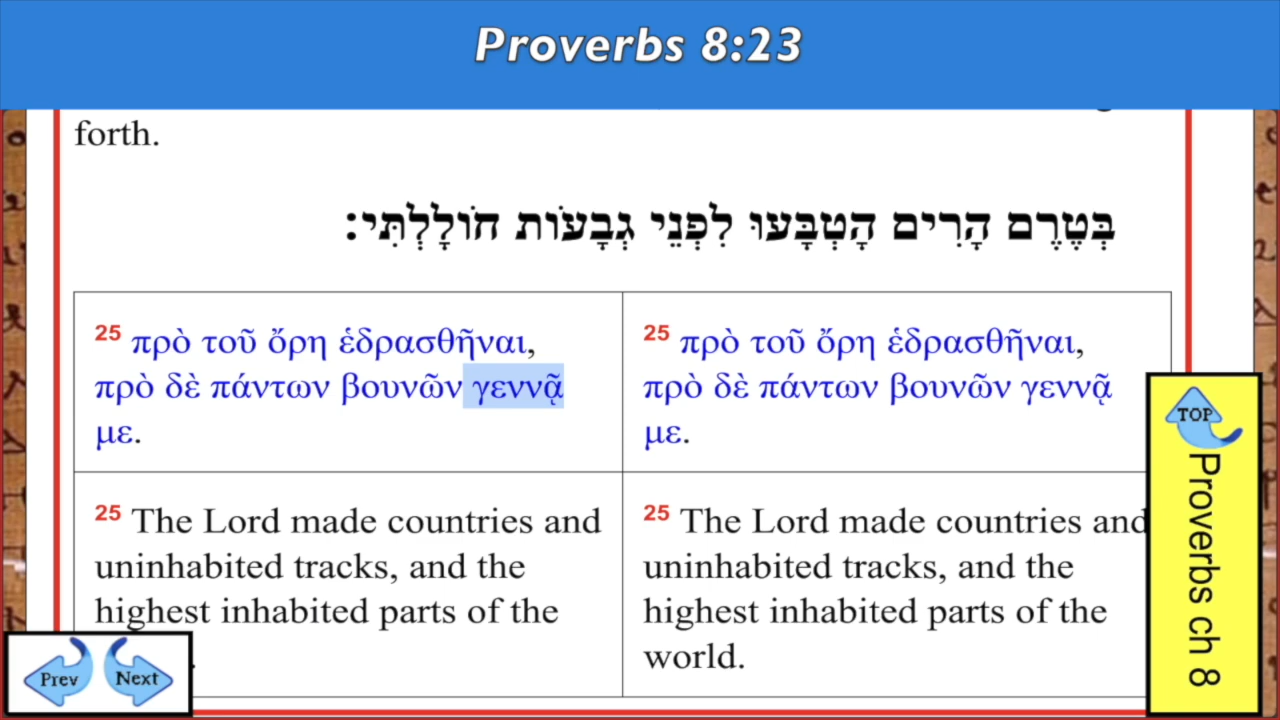 Proverbs 8:23
forth.
בְּטֶרֶם הָרִים הָטְבָּעוּ לִפְנֵי גְבָעוֹת חוֹלָלְתִּי׃
25 πρὸ τοῦ ὄρη ἑδρασθῆναι,
πρὸ δὲ πάντων βουνῶν γεννᾷ
με.
25 πρὸ τοῦ ὄρη ἑδρασθῆναι,
πρὸ δὲ πάντων βουνῶν γεννᾷ
με.
25 The Lord made countries and
uninhabited tracks, and the
highest inhabited parts of the
25 The Lord made countries and
uninhabited tracks, and the
highest inhabited parts of the
world.
TOP
Proverbs ch 8
Prev
Next